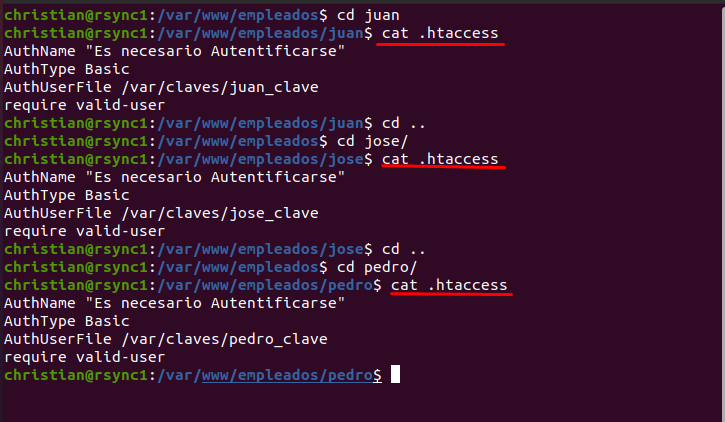 christian@rsync1:/var/www/empleados$ cd juan
christian@rsync1:/var/www/empleados/juan$ cat .htaccess
AuthName "Es necesario Autentificarse"
AuthType Basic
AuthUserFile /var/claves/juan_clave
require valid-user
christian@rsync1:/var/www/empleados/juan$ cd ..
christian@rsync1:/var/www/empleados$ cd jose/
christian@rsync1:/var/www/empleados/jose$ cat .htaccess
AuthName "Es necesario Autentificarse"
AuthType Basic
AuthUserFile /var/claves/jose_clave
require valid-user
christian@rsync1:/var/www/empleados/jose$ cd ..
christian@rsync1:/var/www/empleados$ cd pedro/
christian@rsync1:/var/www/empleados/pedro$ cat .htaccess
AuthName "Es necesario Autentificarse"
AuthType Basic
AuthUserFile /var/claves/pedro_clave
require valid-user
christian@rsync1:/var/www/empleados/pedro$